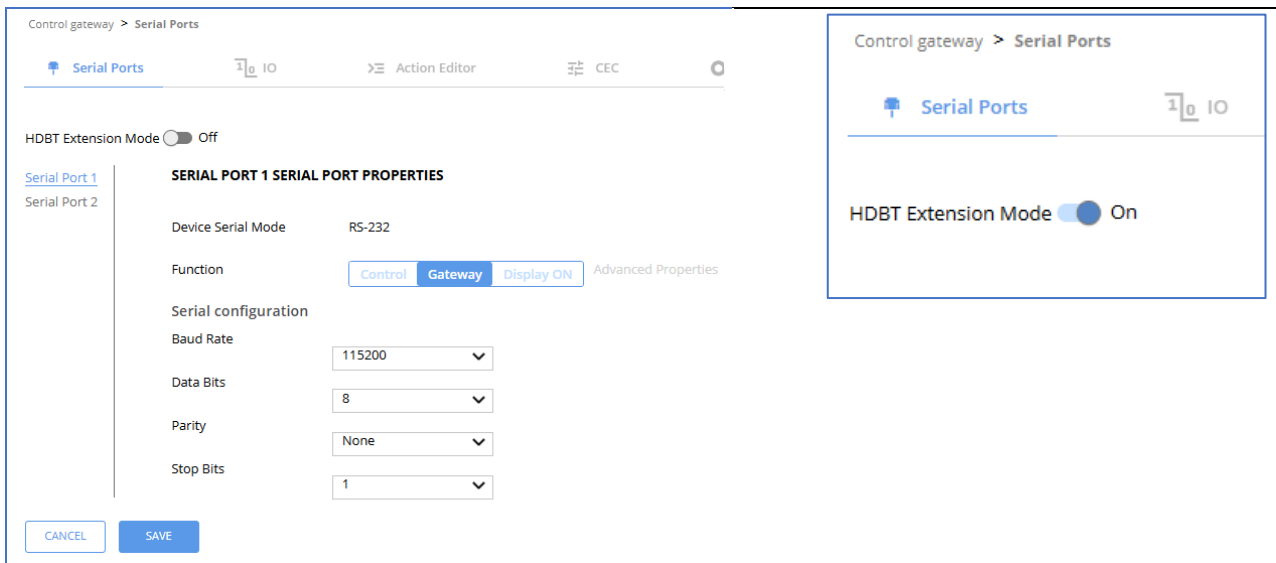 Control gateway > Serial Ports
Serial Ports
IO
Action Editor
CEC
HDBT Extension Mode Off
Serial Port 1
Serial Port 2
SERIAL PORT 1 SERIAL PORT PROPERTIES
Device Serial Mode RS-232
Function Control Gateway Display ON Advanced Properties
Serial configuration
Baud Rate
115200
Data Bits
8
Parity
None
Stop Bits
1
CANCEL SAVE
Control gateway > Serial Ports
Serial Ports
IO
HDBT Extension Mode On